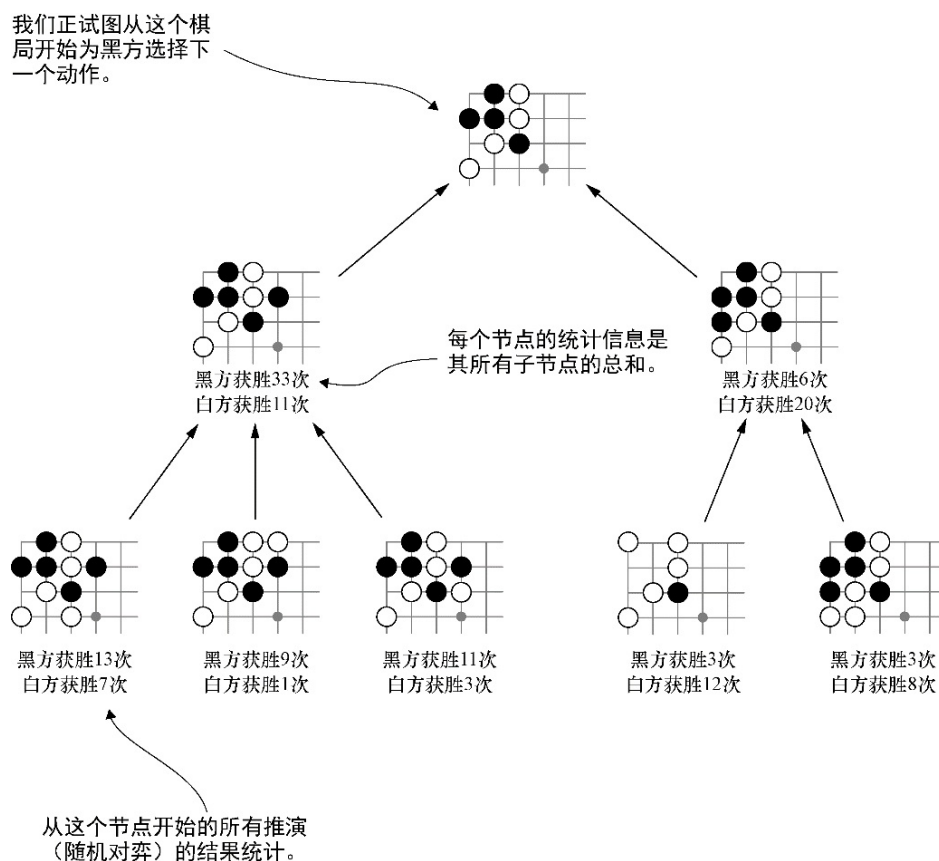 我们正试图从这个棋
局开始为黑方选择下
一个动作。
每个节点的统计信息是
其所有子节点的总和。
黑方获胜33次
白方获胜11次
黑方获胜6次
白方获胜20次
黑方获胜13次
白方获胜7次
黑方获胜9次
白方获胜1次
黑方获胜11次
白方获胜3次
黑方获胜3次
白方获胜12次
黑方获胜3次
白方获胜8次
从这个节点开始的所有推演
（随机对弈）的结果统计。